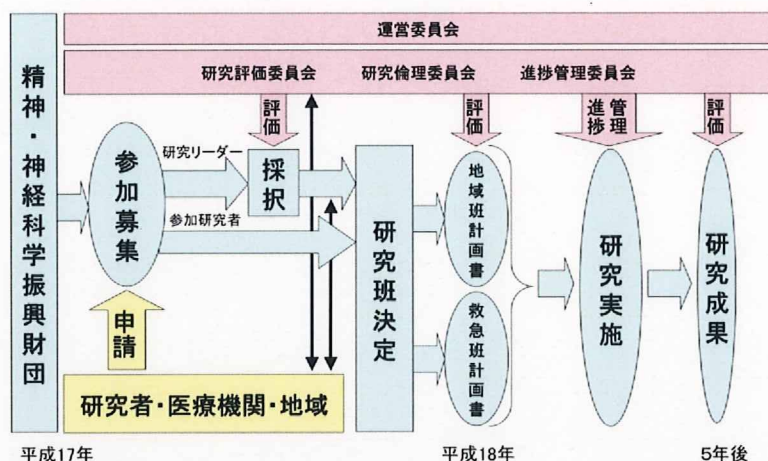 運営委員会
研究評価委員会 研究倫理委員会 進捗管理委員会
精神・神経科学振興財団
評価
評価
進捗管理
評価
参加募集
研究リーダー
採択
参加研究者
研究班決定
地域班計画書
救急班計画書
研究実施
研究成果
申請
研究者・医療機関・地域
平成17年 平成18年 5年後